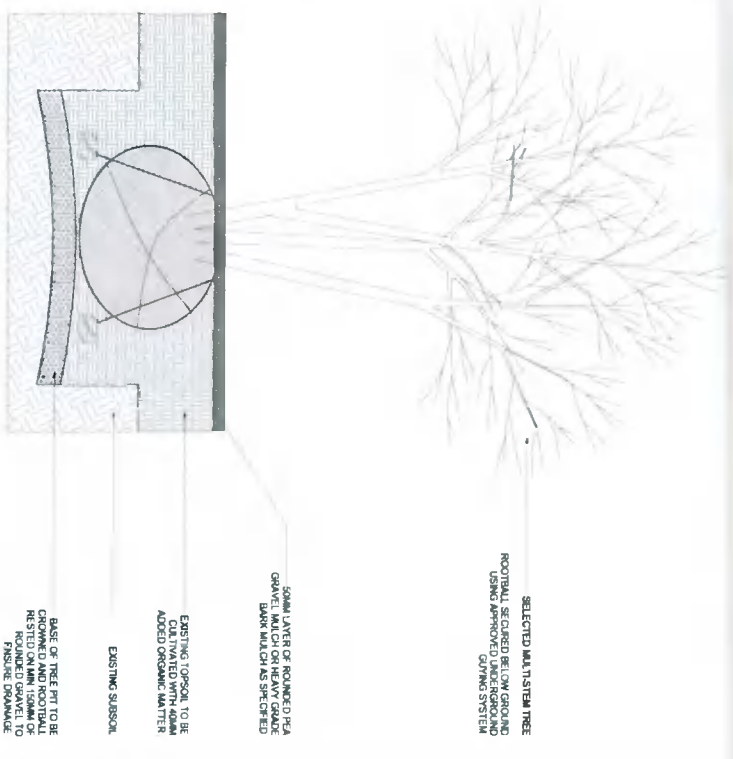 SELECTED MULTI-STEM TREE
ROOTBALL SECURED BELOW GROUND
USING APPROVED UNDERGROUND
GUYING SYSTEM
50MM LAYER OF ROUNDED PEA
GRAVEL MULCH OR HEAVY GRADE
BARK MULCH AS SPECIFIED
EXISTING TOPSOIL TO BE
CULTIVATED WITH 40MM
ADDED ORGANIC MATTER
EXISTING SUBSOIL
BASE OF TREE PIT TO BE
CROWNED AND ROOTBALL
RESTED ON MIN 150MM OF
ROUNDED GRAVEL TO
ENSURE DRAINAGE